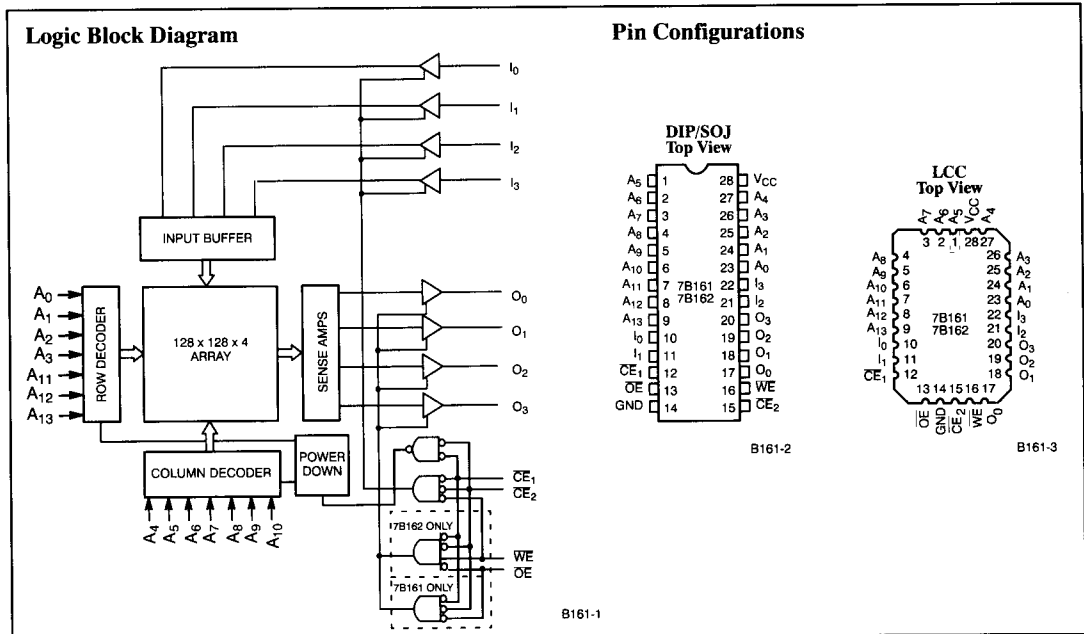 Logic Block Diagram
I0
I1
I2
I3
INPUT BUFFER
A0
A1
A2
A3
A11
A12
A13
ROW DECODER
128 x 128 x 4
ARRAY
SENSE AMPS
O0
O1
O2
O3
COLUMN DECODER
POWER
DOWN
A4
A5
A6
A7
A8
A9
A10
CE1
CE2
7B162 ONLY
WE
OE
7B161 ONLY
B161-1
Pin Configurations
DIP/SOJ
Top View
A5 1 28 VCC
A6 2 27 A4
A7 3 26 A3
A8 4 25 A2
A9 5 24 A1
A10 6 23 A0
A11 7 7B161 22 I3
A12 8 7B162 21 I2
A13 9 20 O3
I0 10 19 O2
I1 11 18 O1
CE1 12 17 O0
OE 13 16 WE
GND 14 15 CE2
B161-2
LCC
Top View
A7 A6 A5 VCC A4
3 2 1 28 27
A8 4 26 A3
A9 5 25 A2
A10 6 24 A1
A11 7 23 A0
A12 8 7B161 22 I3
A13 9 7B162 21 I2
I0 10 20 O3
I1 11 19 O2
CE1 12 18 O1
13 14 15 16 17
OE GND CE2 WE O0
B161-3